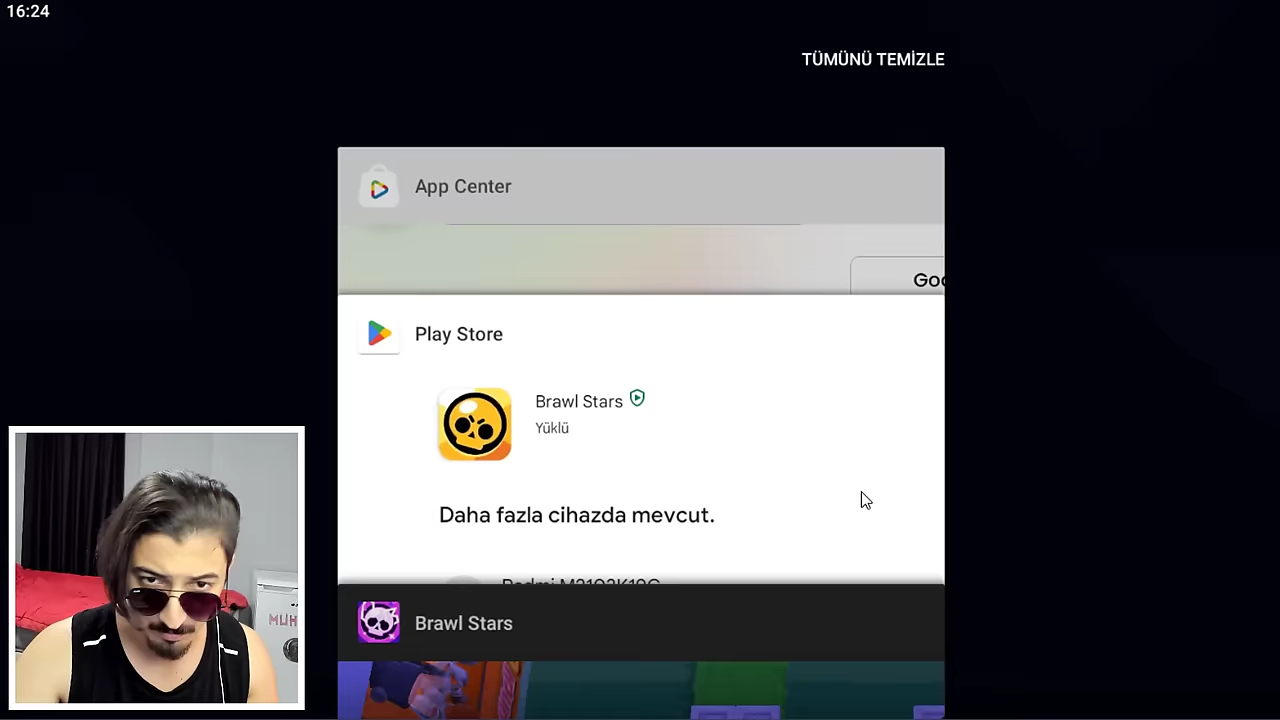 16:24
TÜMÜNÜ TEMİZLE
App Center
Play Store
Brawl Stars
Yüklü
Daha fazla cihazda mevcut.
Brawl Stars